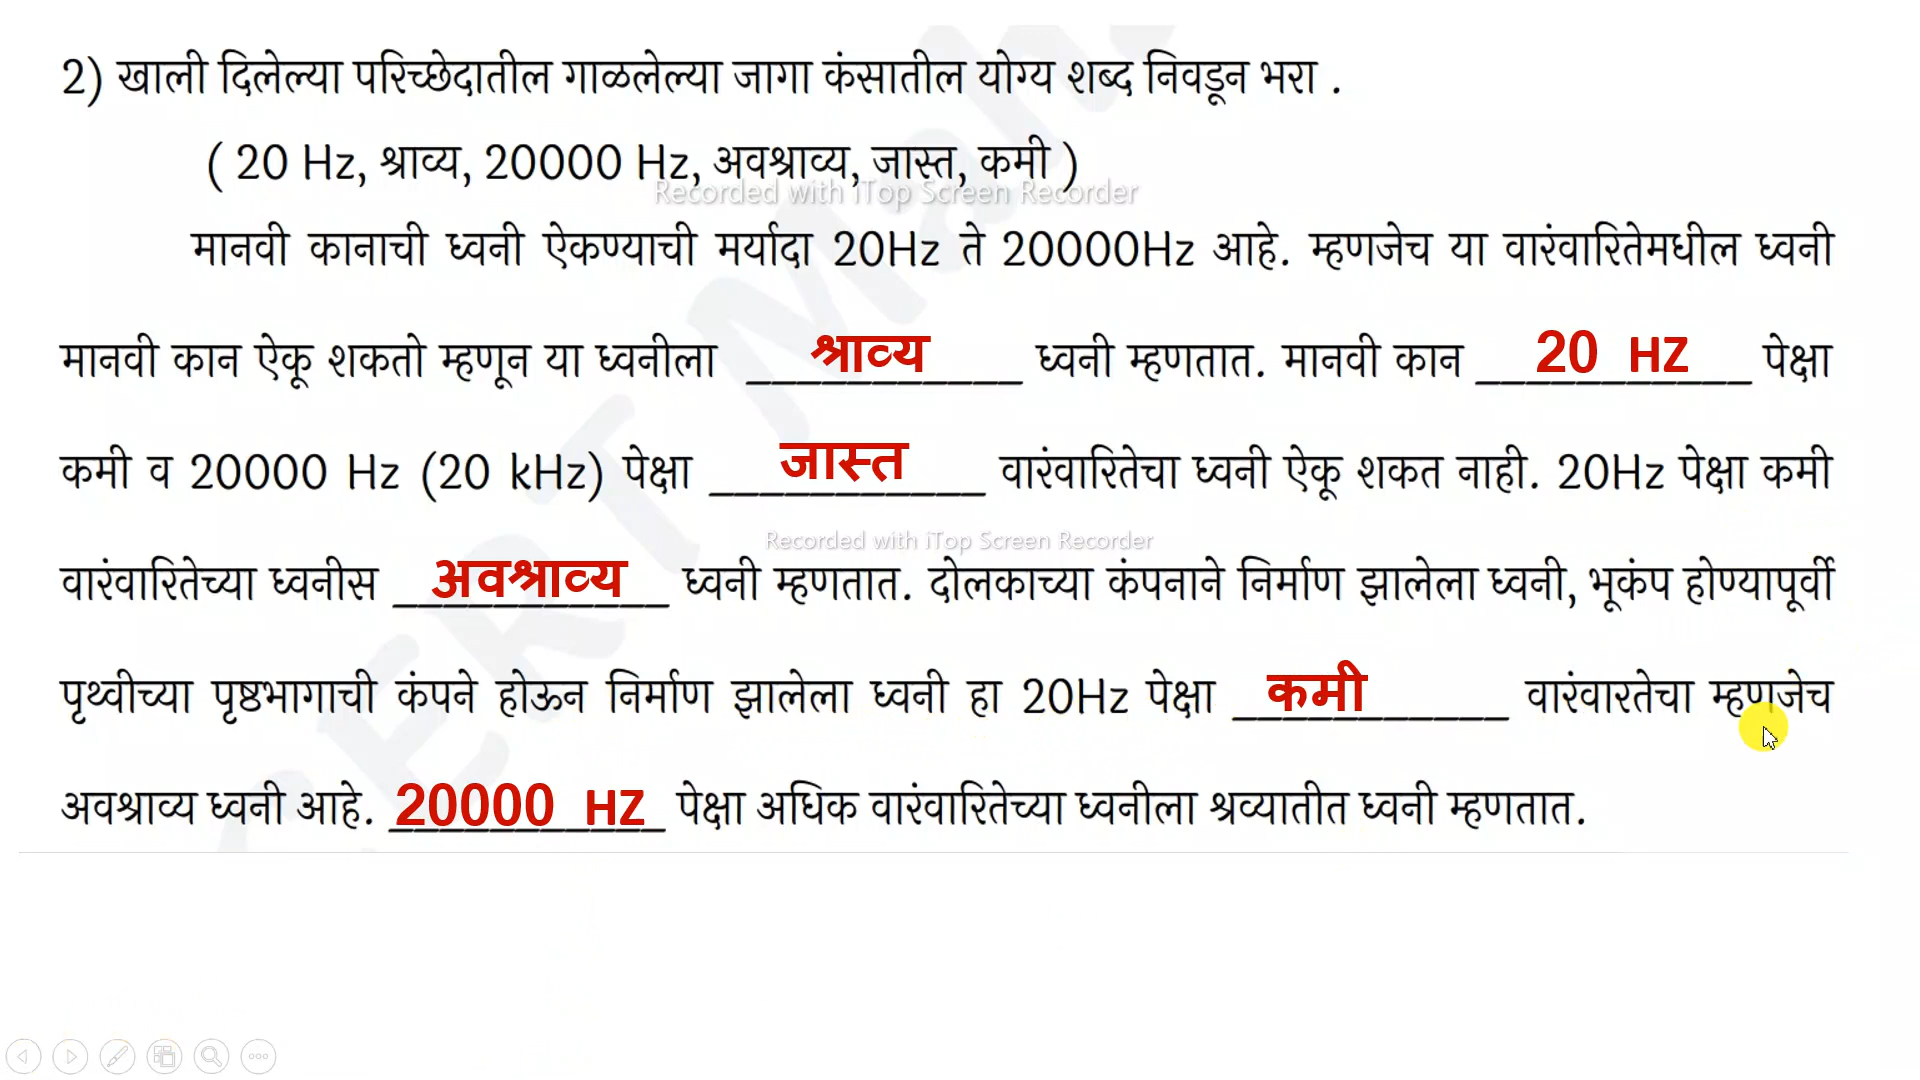 2) खाली दिलेल्या परिच्छेदातील गाळलेल्या जागा कंसातील योग्य शब्द निवडून भरा .
( 20 Hz, श्राव्य, 20000 Hz, अवश्राव्य, जास्त, कमी )
Recorded with iTop Screen Recorder
मानवी कानाची ध्वनी ऐकण्याची मर्यादा 20Hz ते 20000Hz आहे. म्हणजेच या वारंवारितेमधील ध्वनी
मानवी कान ऐकू शकतो म्हणून या ध्वनीला श्राव्य ध्वनी म्हणतात. मानवी कान 20 HZ पेक्षा
कमी व 20000 Hz (20 kHz) पेक्षा जास्त वारंवारितेचा ध्वनी ऐकू शकत नाही. 20Hz पेक्षा कमी
Recorded with iTop Screen Recorder
वारंवारितेच्या ध्वनीस अवश्राव्य ध्वनी म्हणतात. दोलकाच्या कंपनाने निर्माण झालेला ध्वनी, भूकंप होण्यापूर्वी
पृथ्वीच्या पृष्ठभागाची कंपने होऊन निर्माण झालेला ध्वनी हा 20Hz पेक्षा कमी वारंवारतेचा म्हणजेच
अवश्राव्य ध्वनी आहे. 20000 HZ पेक्षा अधिक वारंवारितेच्या ध्वनीला श्रव्यातीत ध्वनी म्हणतात.